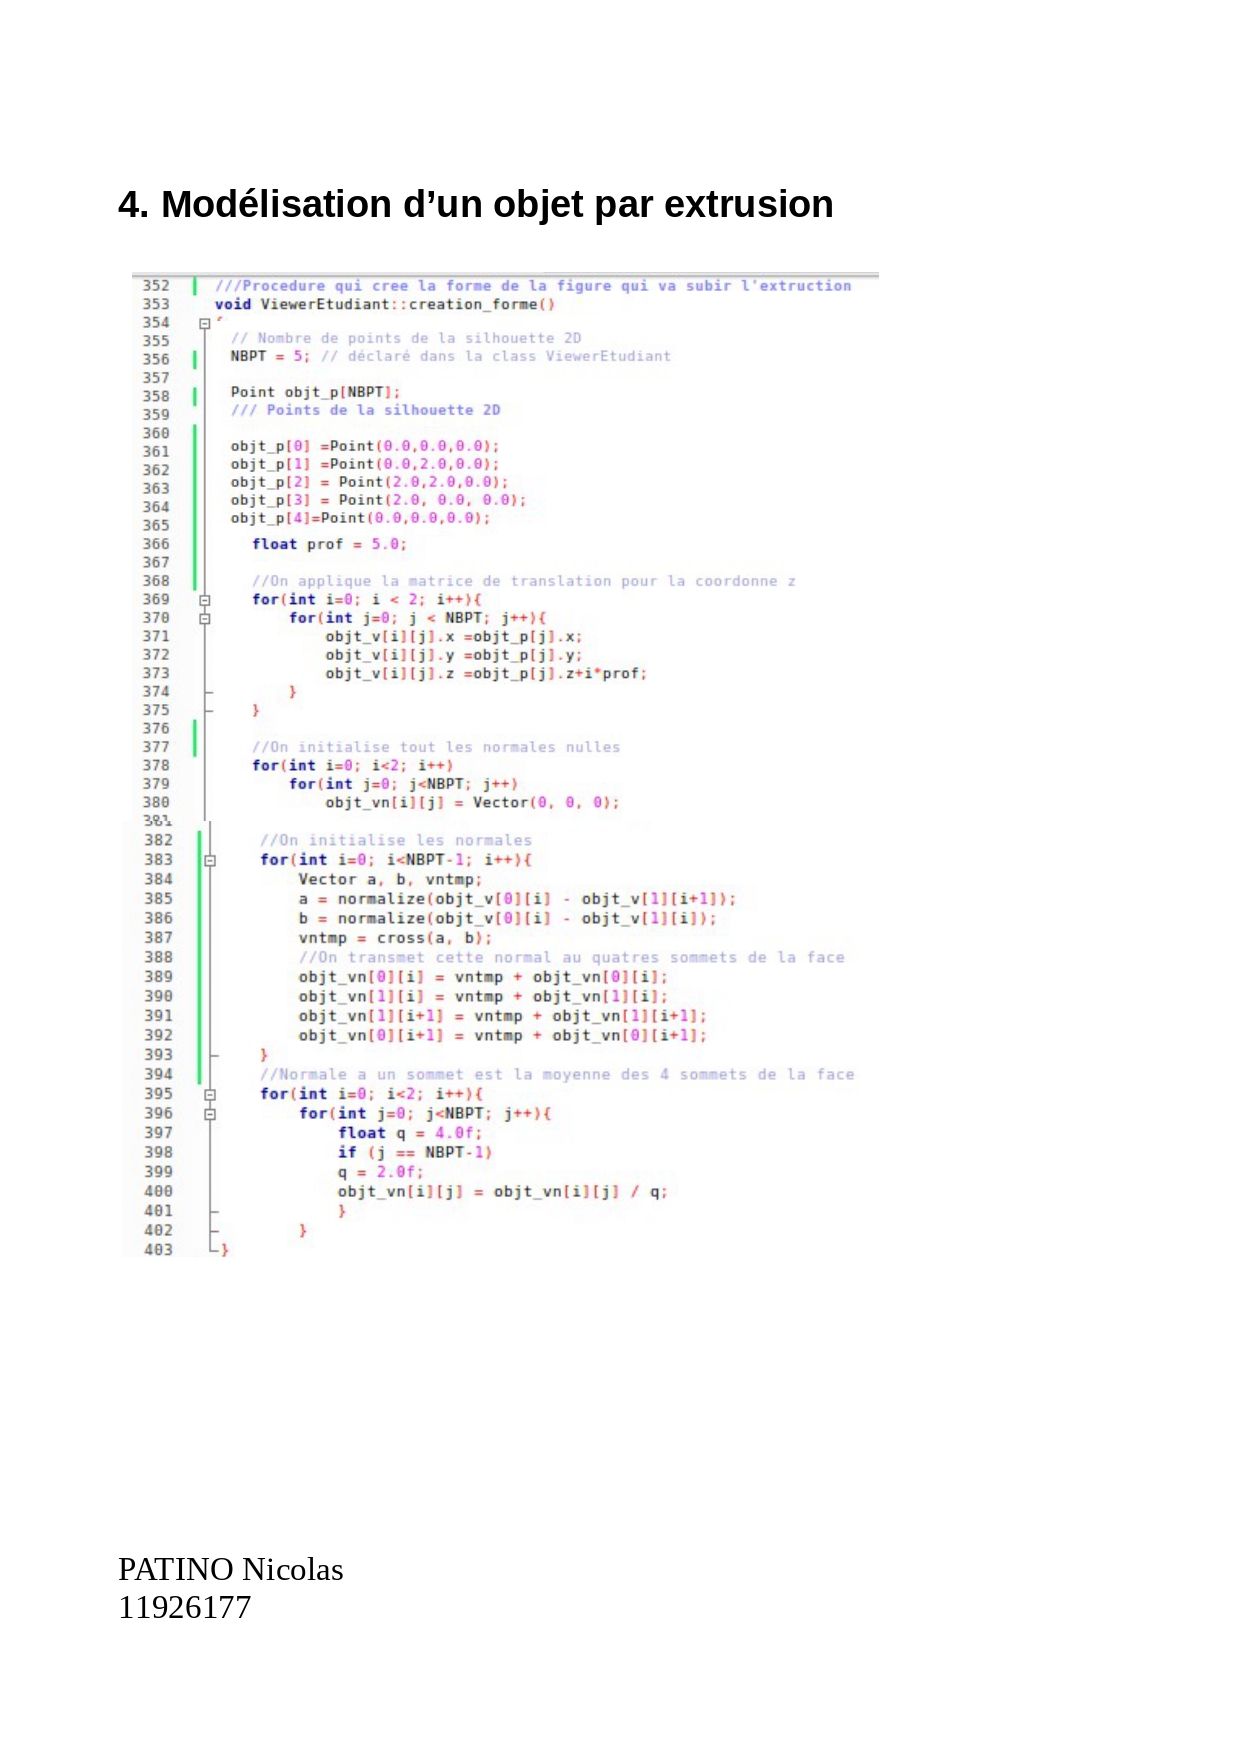 4. Modélisation d’un objet par extrusion
352 ///Procedure qui cree la forme de la figure qui va subir l'extruction
353 void ViewerEtudiant::creation_forme()
354 {
355 // Nombre de points de la silhouette 2D
356 NBPT = 5; // déclaré dans la class ViewerEtudiant
357
358 Point objt_p[NBPT];
359 /// Points de la silhouette 2D
360
361 objt_p[0] =Point(0.0,0.0,0.0);
362 objt_p[1] =Point(0.0,2.0,0.0);
363 objt_p[2] = Point(2.0,2.0,0.0);
364 objt_p[3] = Point(2.0, 0.0, 0.0);
365 objt_p[4]=Point(0.0,0.0,0.0);
366 float prof = 5.0;
367
368 //On applique la matrice de translation pour la coordonne z
369 for(int i=0; i < 2; i++){
370 for(int j=0; j < NBPT; j++){
371 objt_v[i][j].x =objt_p[j].x;
372 objt_v[i][j].y =objt_p[j].y;
373 objt_v[i][j].z =objt_p[j].z+i*prof;
374 }
375 }
376
377 //On initialise tout les normales nulles
378 for(int i=0; i<2; i++)
379 for(int j=0; j<NBPT; j++)
380 objt_vn[i][j] = Vector(0, 0, 0);
381
382 //On initialise les normales
383 for(int i=0; i<NBPT-1; i++){
384 Vector a, b, vntmp;
385 a = normalize(objt_v[0][i] - objt_v[1][i+1]);
386 b = normalize(objt_v[0][i] - objt_v[1][i]);
387 vntmp = cross(a, b);
388 //On transmet cette normal au quatres sommets de la face
389 objt_vn[0][i] = vntmp + objt_vn[0][i];
390 objt_vn[1][i] = vntmp + objt_vn[1][i];
391 objt_vn[1][i+1] = vntmp + objt_vn[1][i+1];
392 objt_vn[0][i+1] = vntmp + objt_vn[0][i+1];
393 }
394 //Normale a un sommet est la moyenne des 4 sommets de la face
395 for(int i=0; i<2; i++){
396 for(int j=0; j<NBPT; j++){
397 float q = 4.0f;
398 if (j == NBPT-1)
399 q = 2.0f;
400 objt_vn[i][j] = objt_vn[i][j] / q;
401 }
402 }
403 }
PATINO Nicolas
11926177